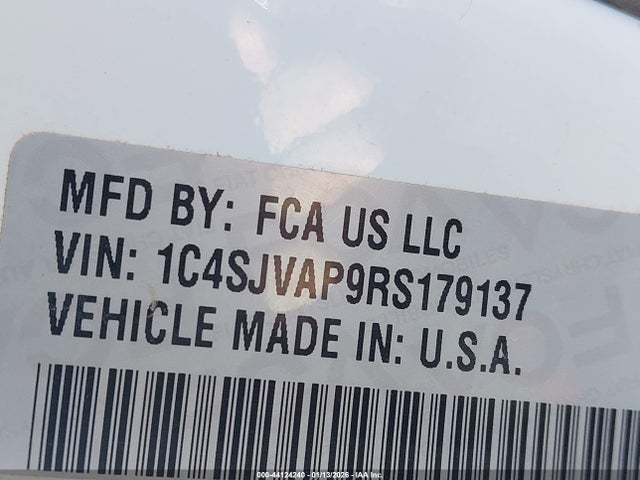 MFD BY: FCA US LLC
VIN: 1C4SJVAP9RS179137
VEHICLE MADE IN: U.S.A.
000-44124240 - 01/13/2026 - IAA Inc.